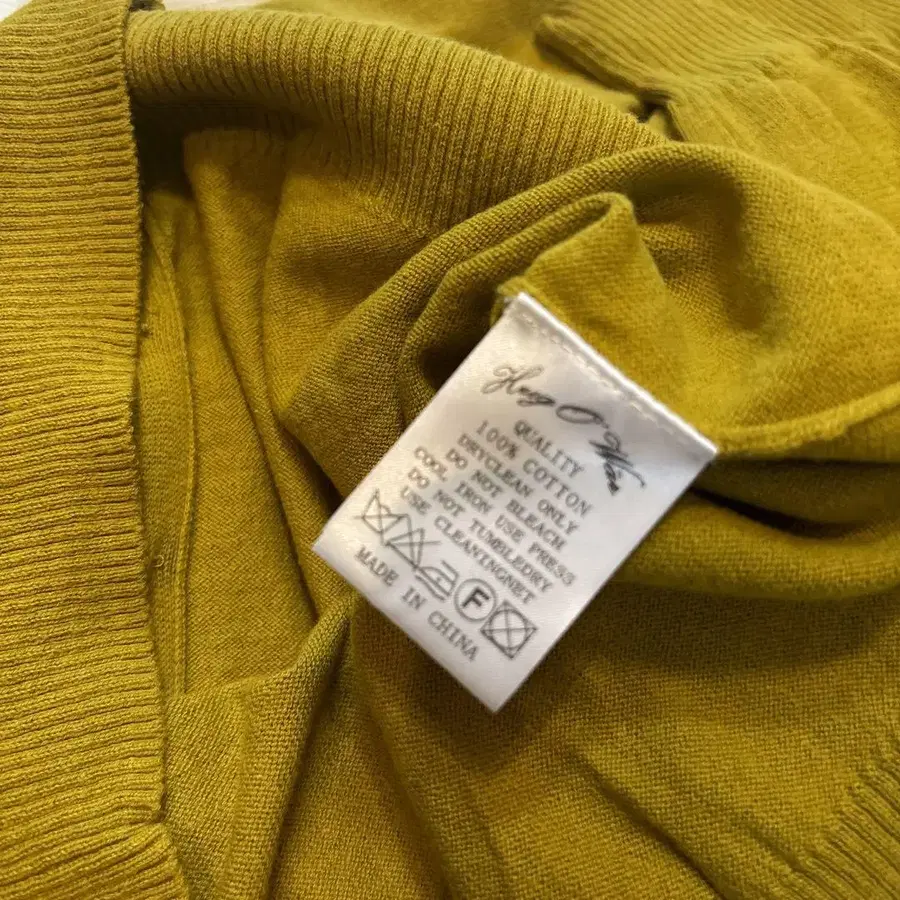 QUALITY
100% COTTON
DRYCLEAN ONLY
DO NOT BLEACH
COOL IRON USE PRESS
DO NOT TUMBLEDRY
USE CLEANINGNET
F
MADE IN CHINA